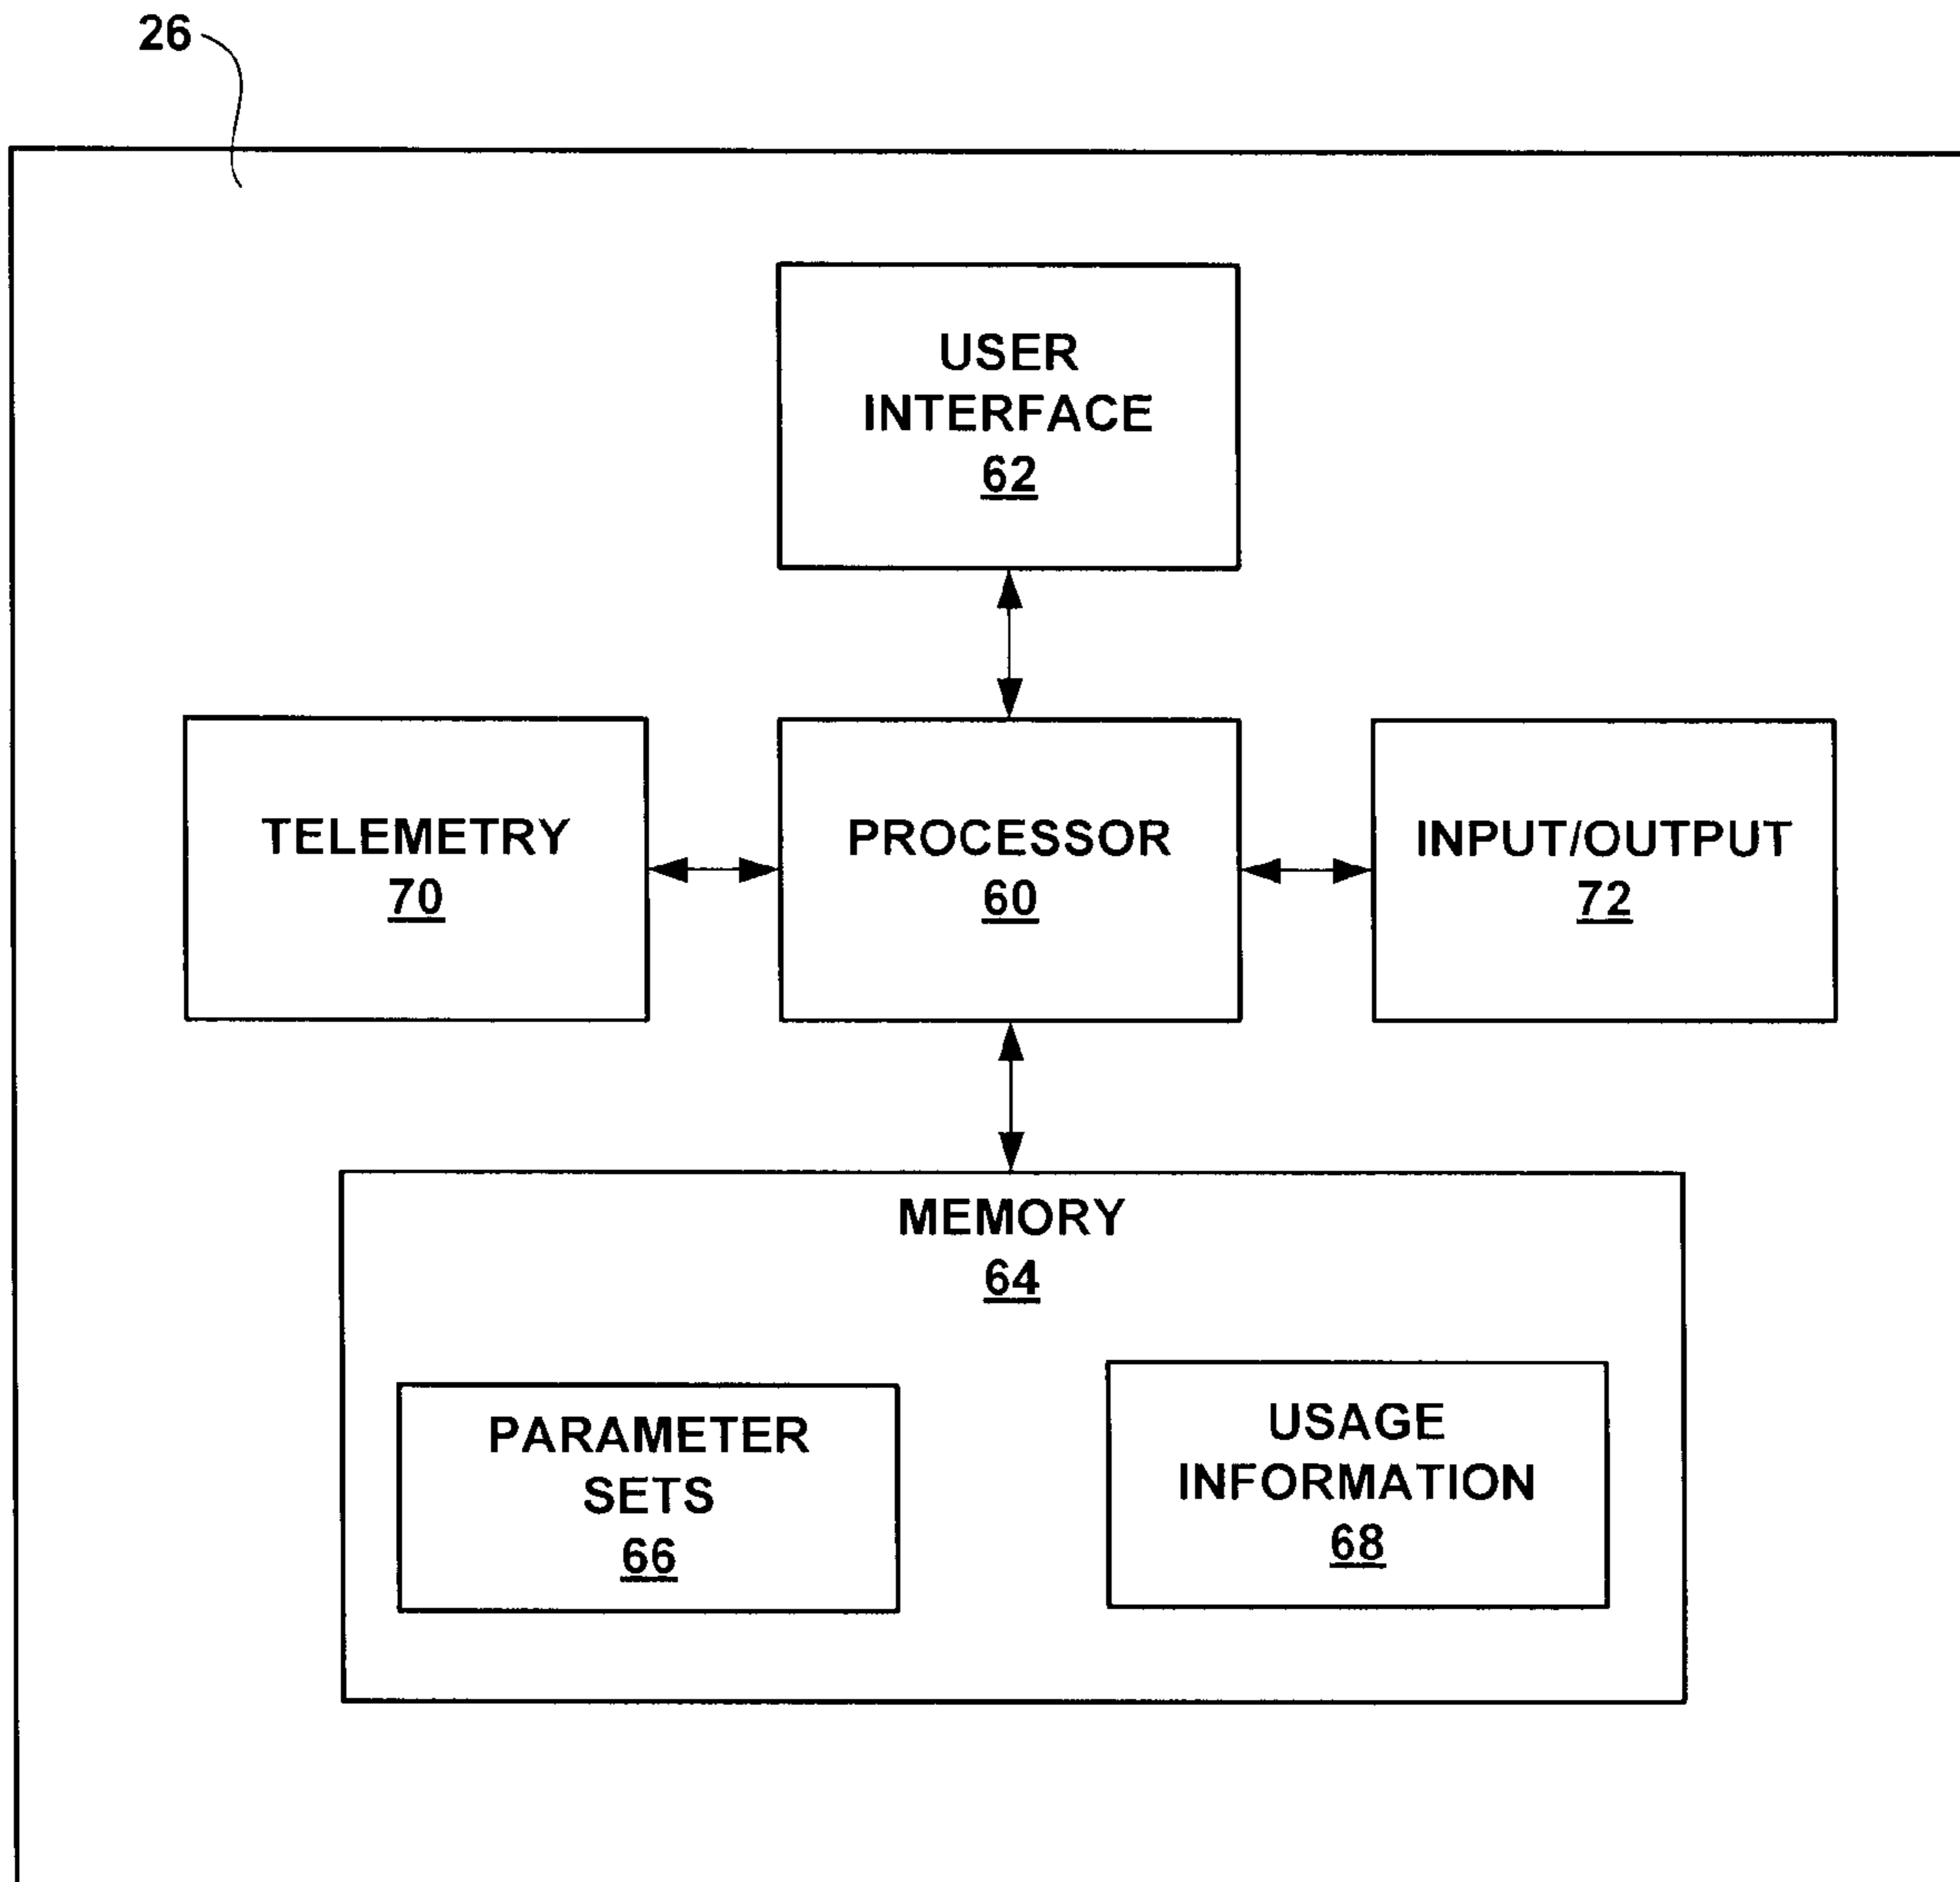 26
USER
INTERFACE
62
TELEMETRY
70
PROCESSOR
60
INPUT/OUTPUT
72
MEMORY
64
PARAMETER
SETS
66
USAGE
INFORMATION
68